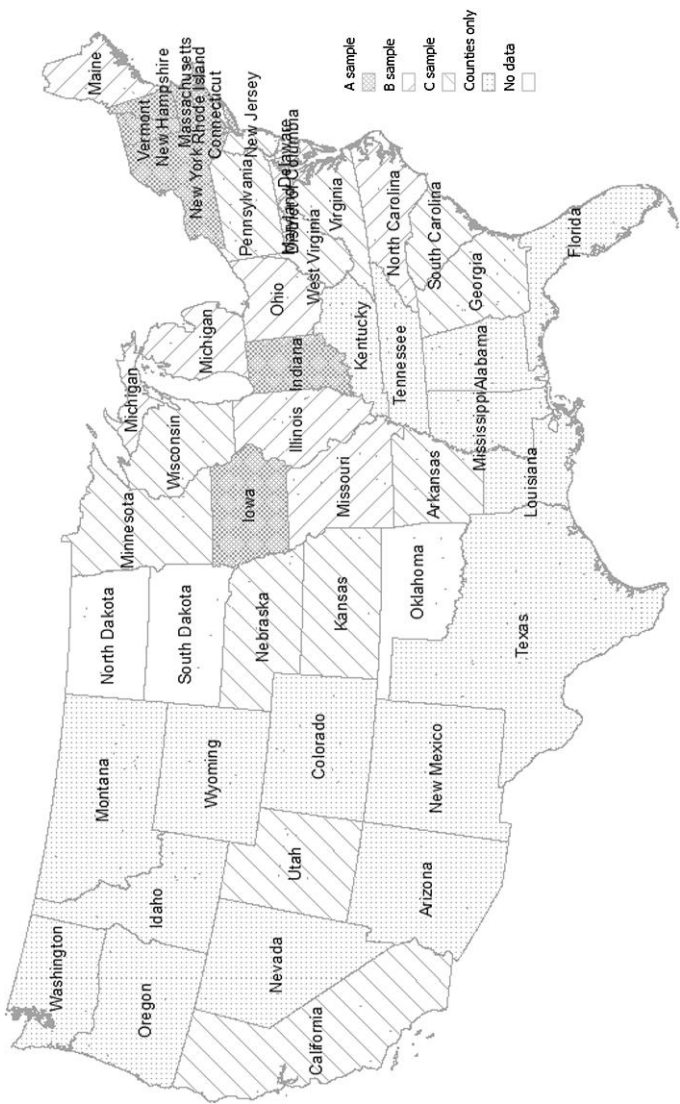 Washington
Oregon
California
Nevada
Idaho
Montana
Wyoming
Utah
Arizona
Colorado
New Mexico
North Dakota
South Dakota
Nebraska
Kansas
Oklahoma
Texas
Minnesota
Iowa
Missouri
Arkansas
Louisiana
Wisconsin
Illinois
Michigan
Michigan
Indiana
Ohio
Kentucky
Tennessee
Mississippi
Alabama
Georgia
Florida
South Carolina
North Carolina
Virginia
West Virginia
Maryland
Delaware
District of Columbia
Pennsylvania
New Jersey
New York
Connecticut
Rhode Island
Massachusetts
Vermont
New Hampshire
Maine
A sample
B sample
C sample
Counties only
No data